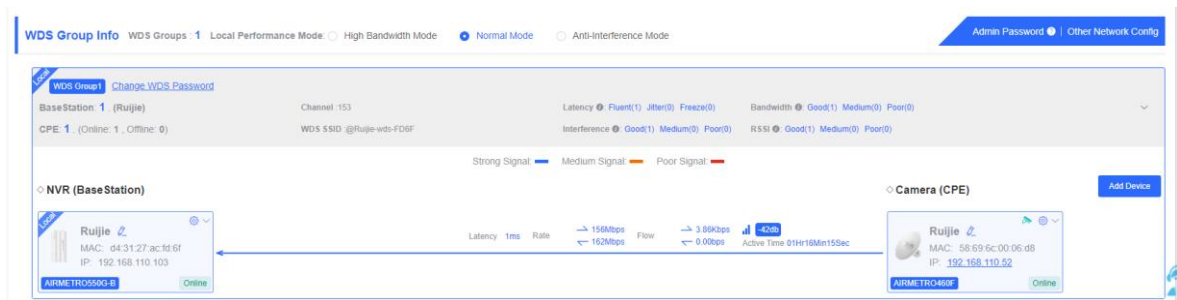 WDS Group Info WDS Groups : 1 Local Performance Mode: High Bandwidth Mode Normal Mode Anti-Interference Mode Admin Password | Other Network Config
Local
WDS Group1 Change WDS Password
BaseStation: 1 . (Ruijie) Channel :153 Latency : Fluent(1) Jitter(0) Freeze(0) Bandwidth : Good(1) Medium(0) Poor(0)
CPE: 1 . (Online: 1 , Offline: 0) WDS SSID :@Ruijie-wds-FD6F Interference : Good(1) Medium(0) Poor(0) RSSI : Good(1) Medium(0) Poor(0)
Strong Signal: Medium Signal: Poor Signal:
NVR (BaseStation) Camera (CPE) Add Device
Local
Ruijie
MAC: d4:31:27:ac:fd:6f
IP: 192.168.110.103
AIRMETRO550G-B Online
Latency 1ms Rate 156Mbps 162Mbps Flow 3.86Kbps 0.00bps -42db
Active Time 01Hr16Min15Sec
Ruijie
MAC: 58:69:6c:00:06:d8
IP: 192.168.110.52
AIRMETRO460F Online